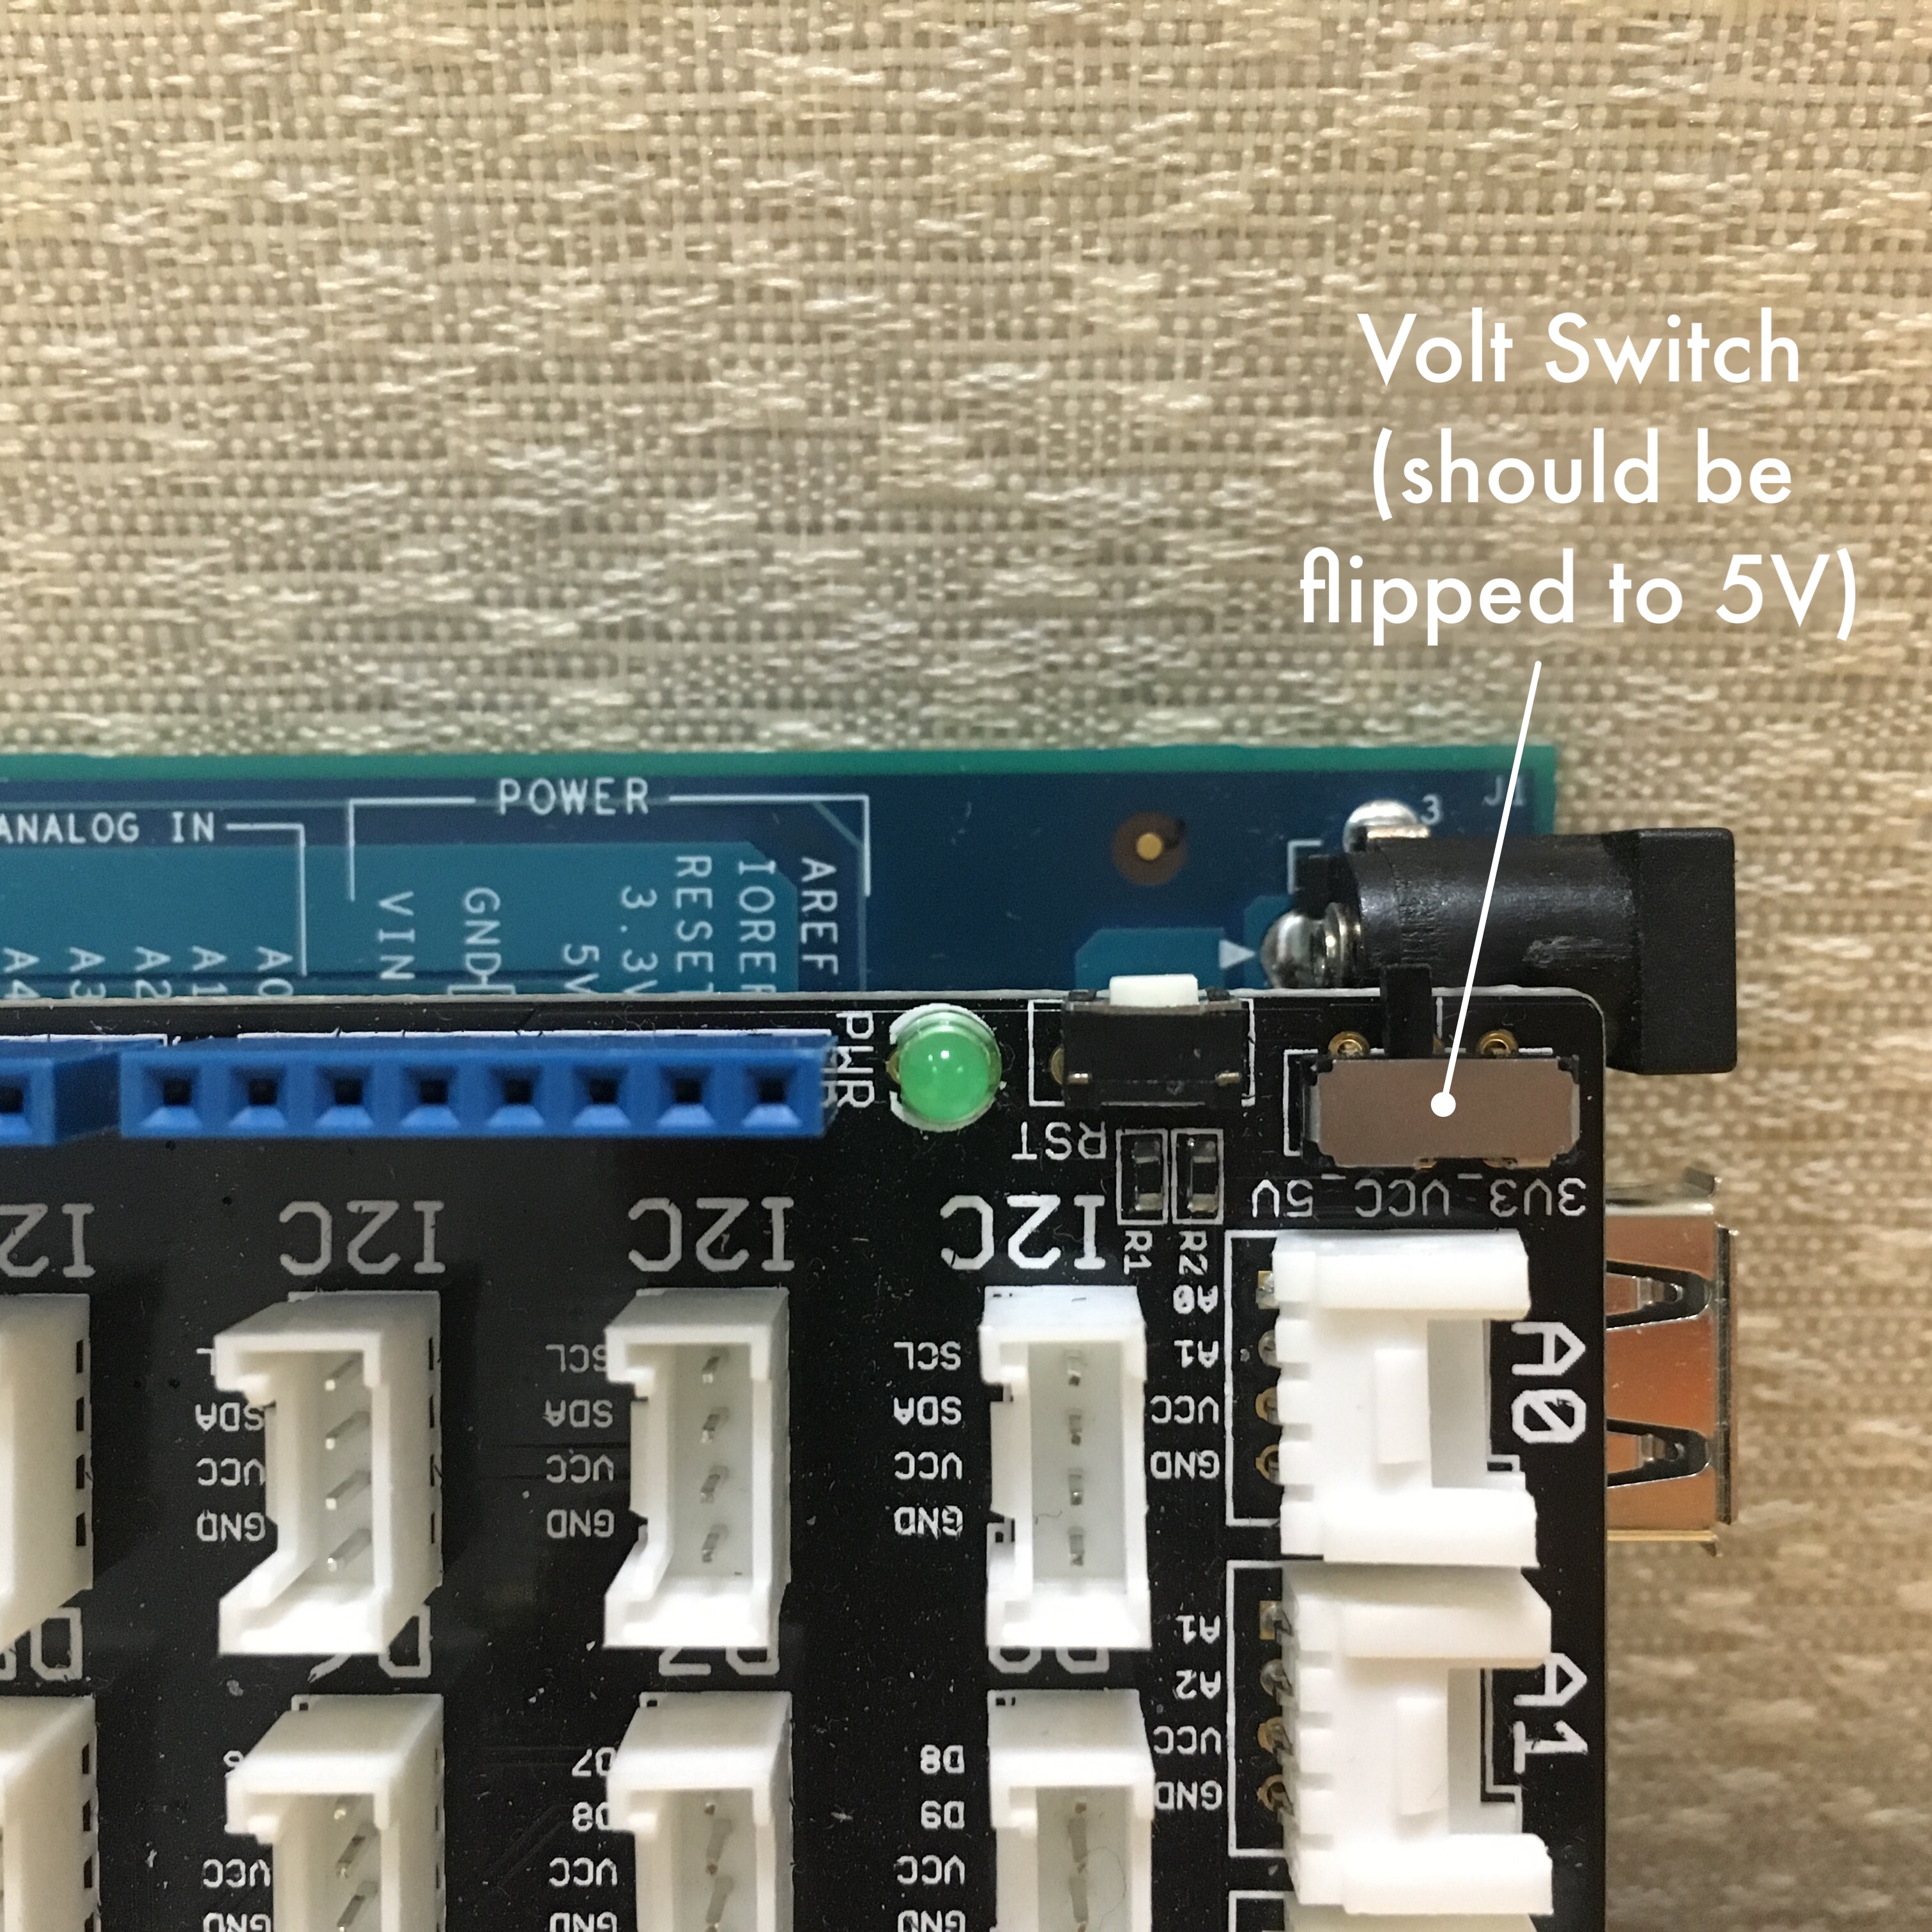 Volt Switch
(should be
flipped to 5V)
J1
3
POWER
ANALOG IN
AREF
IOREF
RESET
3.3V
5V
GND
VIN
A0
A1
A2
A3
A4
PWR
RST
3V3_VCC_5V
R1
R2
I2C
I2C
I2C
I2C
SCL
SDA
VCC
GND
SCL
SDA
VCC
GND
SDA
VCC
GND
A0
A1
VCC
GND
A0
A1
A2
VCC
GND
A1
D8
D9
VCC
GND
D7
D8
VCC
GND
VCC
GND